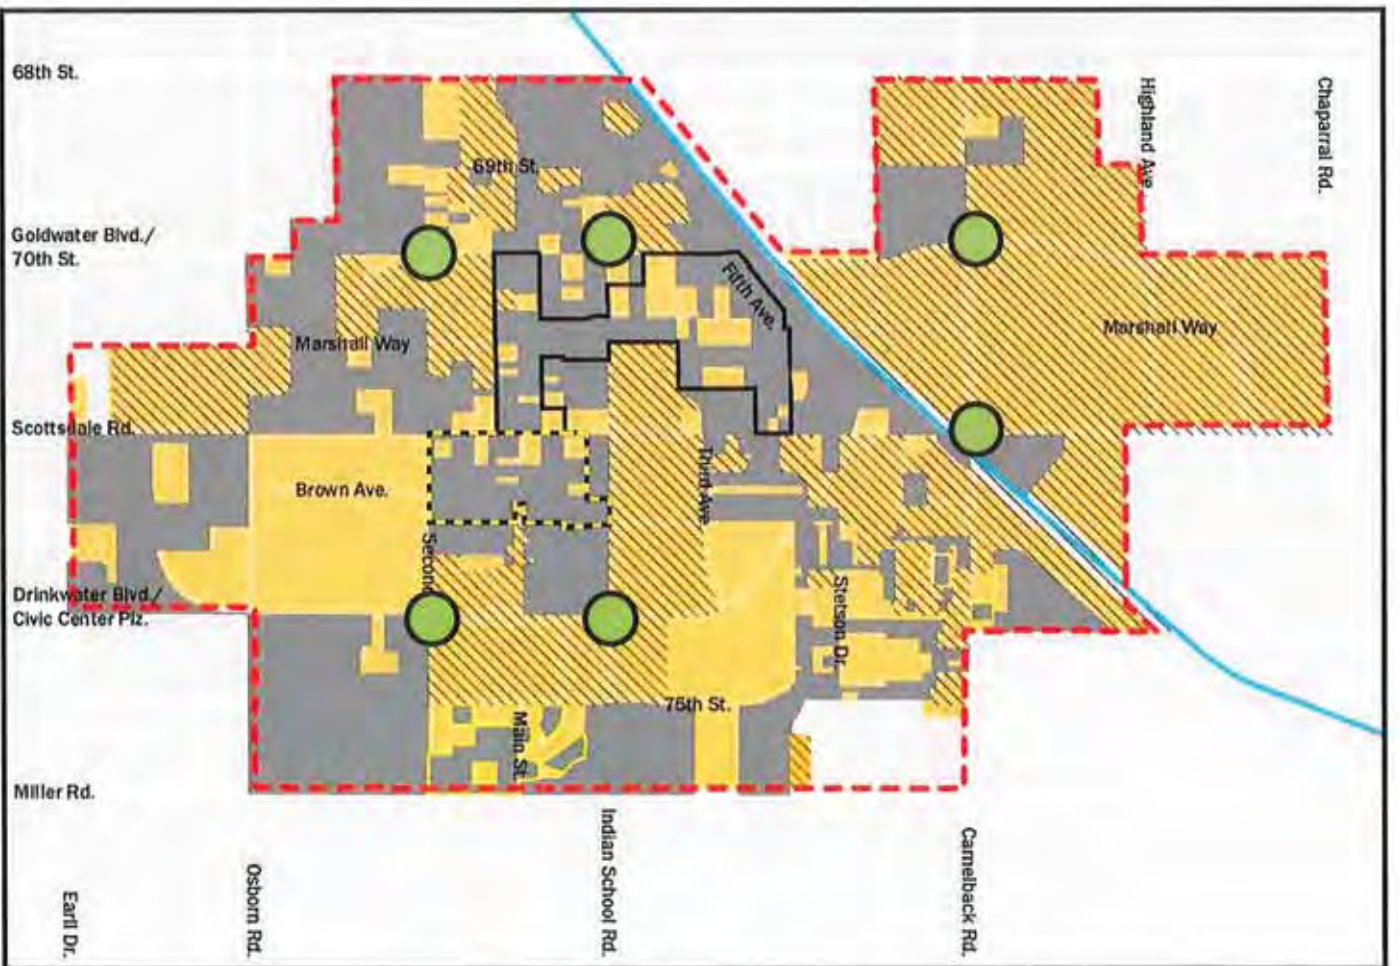 68th St.
Highland Ave.
Chaparral Rd.
69th St.
Goldwater Blvd./
70th St.
Fifth Ave.
Marshall Way
Marshall Way
Scottsdale Rd.
Third Ave.
Brown Ave.
Second
Drinkwater Blvd./
Civic Center Plz.
Stetson Dr.
75th St.
Main St.
Miller Rd.
Indian School Rd.
Camelback Rd.
Osborn Rd.
Earll Dr.